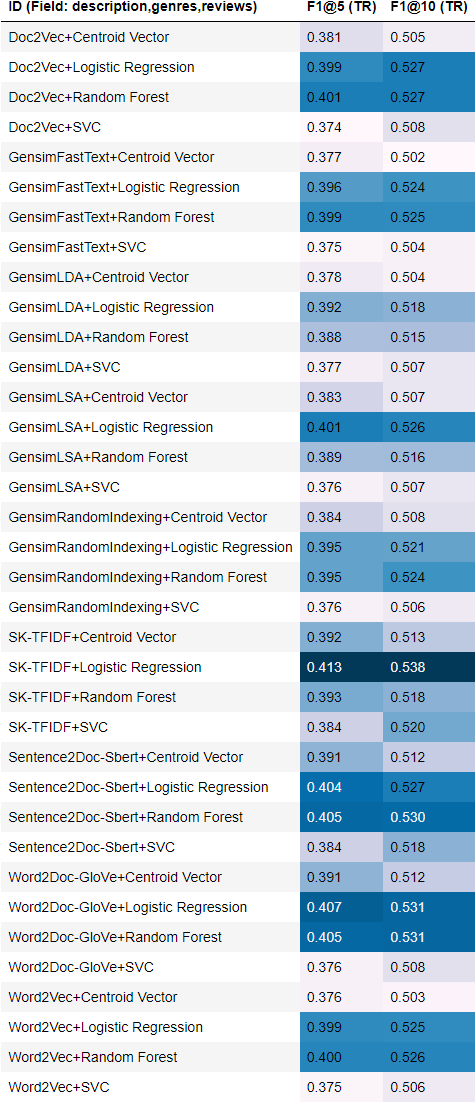 ID (Field: description,genres,reviews) F1@5 (TR) F1@10 (TR)
Doc2Vec+Centroid Vector 0.381 0.505
Doc2Vec+Logistic Regression 0.399 0.527
Doc2Vec+Random Forest 0.401 0.527
Doc2Vec+SVC 0.374 0.508
GensimFastText+Centroid Vector 0.377 0.502
GensimFastText+Logistic Regression 0.396 0.524
GensimFastText+Random Forest 0.399 0.525
GensimFastText+SVC 0.375 0.504
GensimLDA+Centroid Vector 0.378 0.504
GensimLDA+Logistic Regression 0.392 0.518
GensimLDA+Random Forest 0.388 0.515
GensimLDA+SVC 0.377 0.507
GensimLSA+Centroid Vector 0.383 0.507
GensimLSA+Logistic Regression 0.401 0.526
GensimLSA+Random Forest 0.389 0.516
GensimLSA+SVC 0.376 0.507
GensimRandomIndexing+Centroid Vector 0.384 0.508
GensimRandomIndexing+Logistic Regression 0.395 0.521
GensimRandomIndexing+Random Forest 0.395 0.524
GensimRandomIndexing+SVC 0.376 0.506
SK-TFIDF+Centroid Vector 0.392 0.513
SK-TFIDF+Logistic Regression 0.413 0.538
SK-TFIDF+Random Forest 0.393 0.518
SK-TFIDF+SVC 0.384 0.520
Sentence2Doc-Sbert+Centroid Vector 0.391 0.512
Sentence2Doc-Sbert+Logistic Regression 0.404 0.527
Sentence2Doc-Sbert+Random Forest 0.405 0.530
Sentence2Doc-Sbert+SVC 0.384 0.518
Word2Doc-GloVe+Centroid Vector 0.391 0.512
Word2Doc-GloVe+Logistic Regression 0.407 0.531
Word2Doc-GloVe+Random Forest 0.405 0.531
Word2Doc-GloVe+SVC 0.376 0.508
Word2Vec+Centroid Vector 0.376 0.503
Word2Vec+Logistic Regression 0.399 0.525
Word2Vec+Random Forest 0.400 0.526
Word2Vec+SVC 0.375 0.506